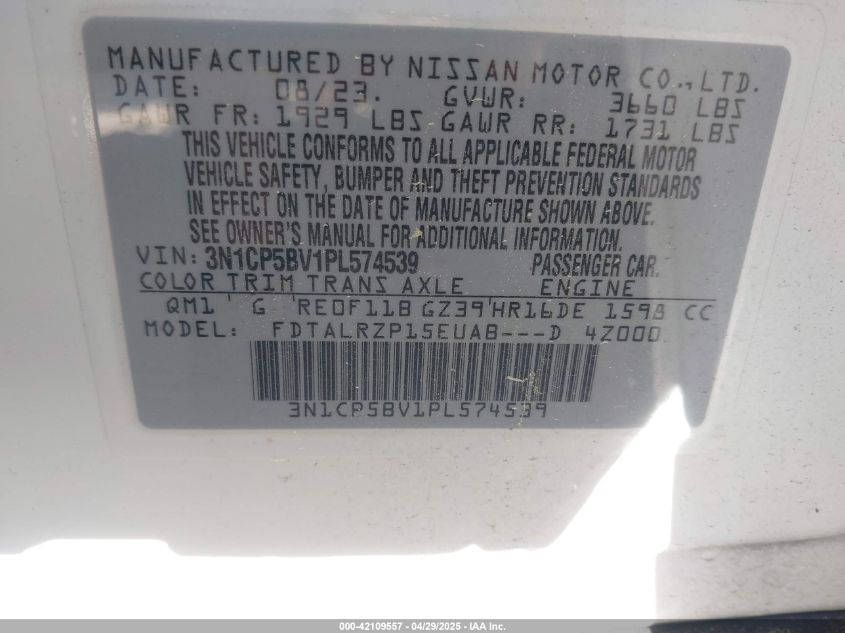 MANUFACTURED BY NISSAN MOTOR CO., LTD.
DATE: 08/23. GVWR: 3660 LBS
GAWR FR: 1929 LBS GAWR RR: 1731 LBS
THIS VEHICLE CONFORMS TO ALL APPLICABLE FEDERAL MOTOR
VEHICLE SAFETY, BUMPER AND THEFT PREVENTION STANDARDS
IN EFFECT ON THE DATE OF MANUFACTURE SHOWN ABOVE.
SEE OWNER'S MANUAL FOR ADDITIONAL INFORMATION.
VIN: 3N1CP5BV1PL574539 PASSENGER CAR.
COLOR TRIM TRANS AXLE ENGINE
QM1 ' G 'RE0F11B GZ39'HR16DE 1598 CC
MODEL: FDTALRZP15EUAB---D 4Z000
3N1CP5BV1PL574539
000-42109557 - 04/29/2025 - IAA Inc.